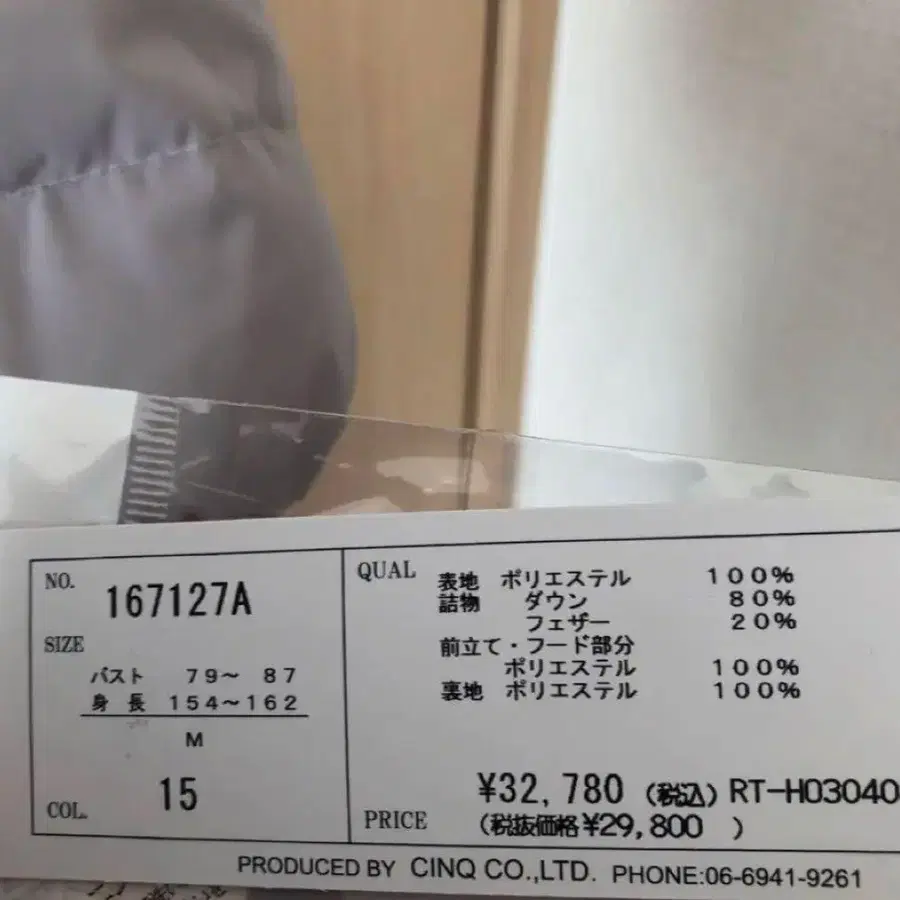 NO.
167127A
SIZE
バスト 79～ 87
身 長 154～162
M
COL. 15
QUAL
表地 ポリエステル 100%
詰物 ダウン 80%
フェザー 20%
前立て・フード部分
ポリエステル 100%
裏地 ポリエステル 100%
¥32,780 (税込) RT-H03040
PRICE (税抜価格¥29,800 )
PRODUCED BY CINQ CO.,LTD. PHONE:06-6941-9261